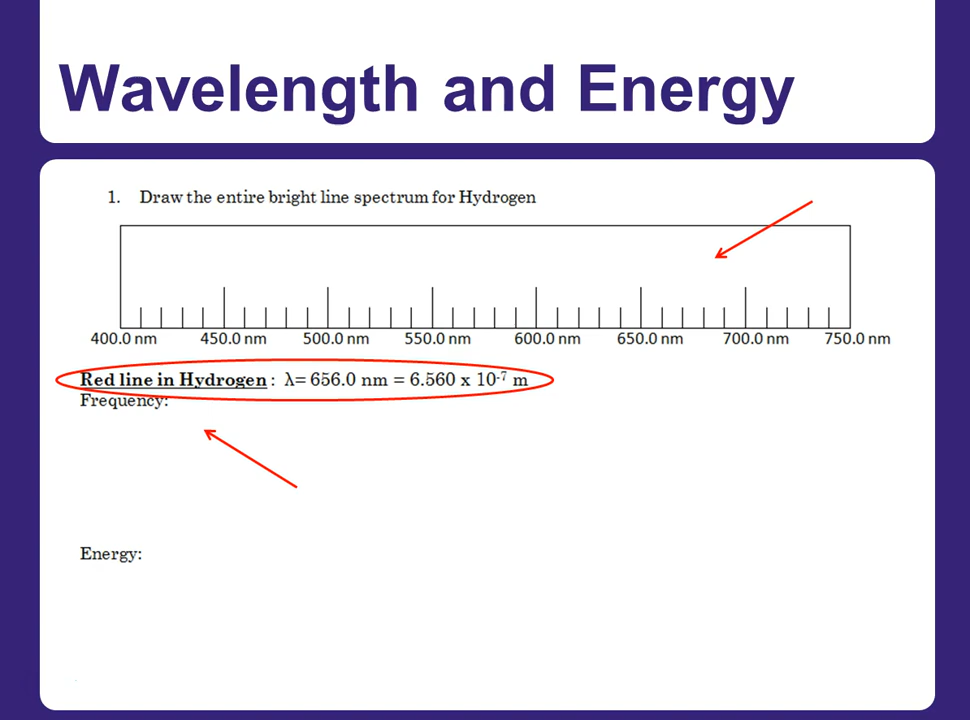 Wavelength and Energy
1. Draw the entire bright line spectrum for Hydrogen
400.0 nm 450.0 nm 500.0 nm 550.0 nm 600.0 nm 650.0 nm 700.0 nm 750.0 nm
Red line in Hydrogen : λ= 656.0 nm = 6.560 x 10⁻⁷ m
Frequency:
Energy: